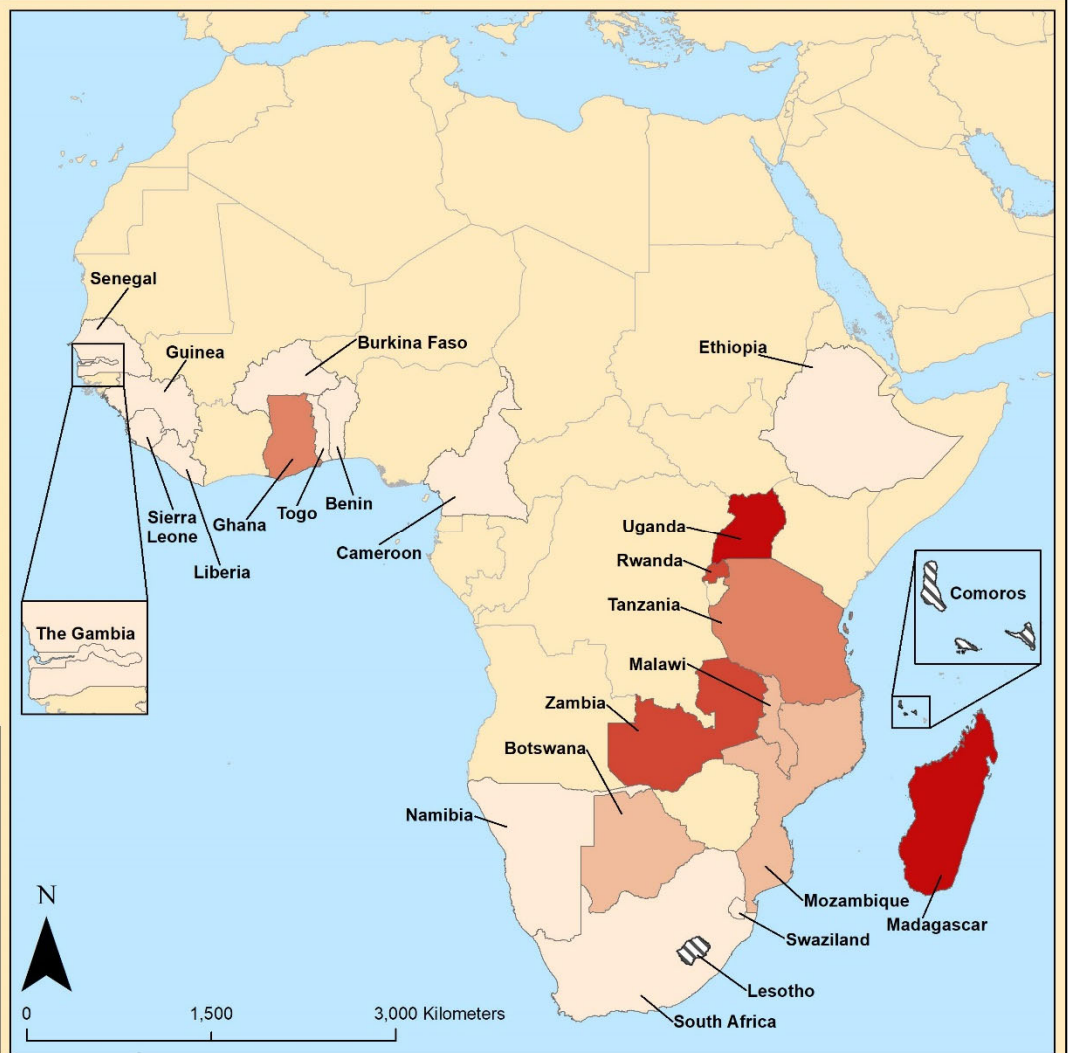 Senegal
Guinea
Burkina Faso
Ethiopia
Sierra
Leone
Ghana
Togo
Benin
Liberia
Cameroon
Uganda
Rwanda
Tanzania
Comoros
The Gambia
Malawi
Zambia
Botswana
Namibia
Mozambique
Madagascar
Swaziland
Lesotho
South Africa
N
0 1,500 3,000 Kilometers